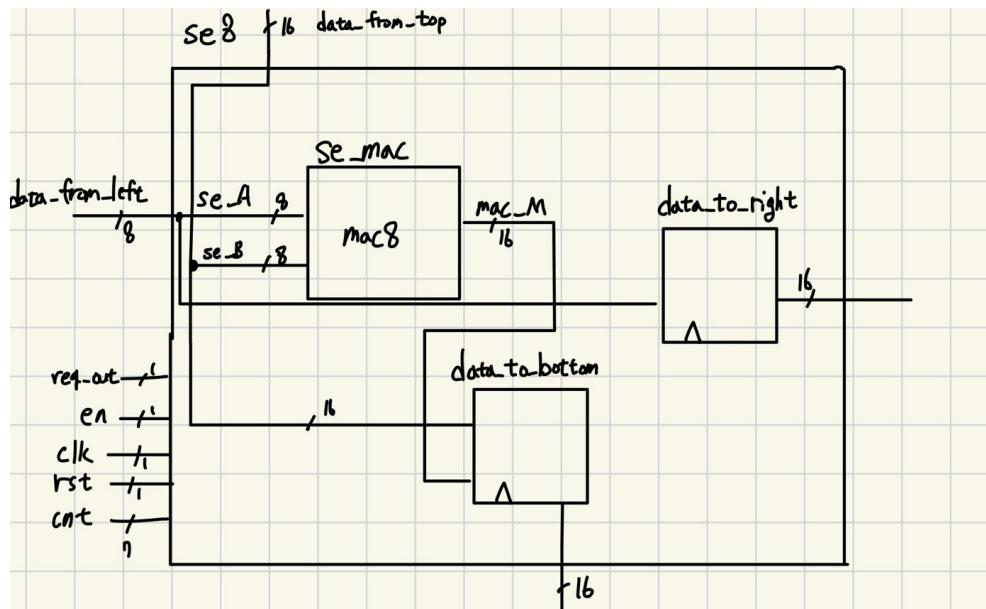 se8
16 data_from_top
se_mac
data_from_left
8
se_A 8
mac8
mac_M
16
data_to_right
se_B 8
16
data_to_bottom
req_out 1
16
en 1
clk 1
rst 1
cnt
7
16